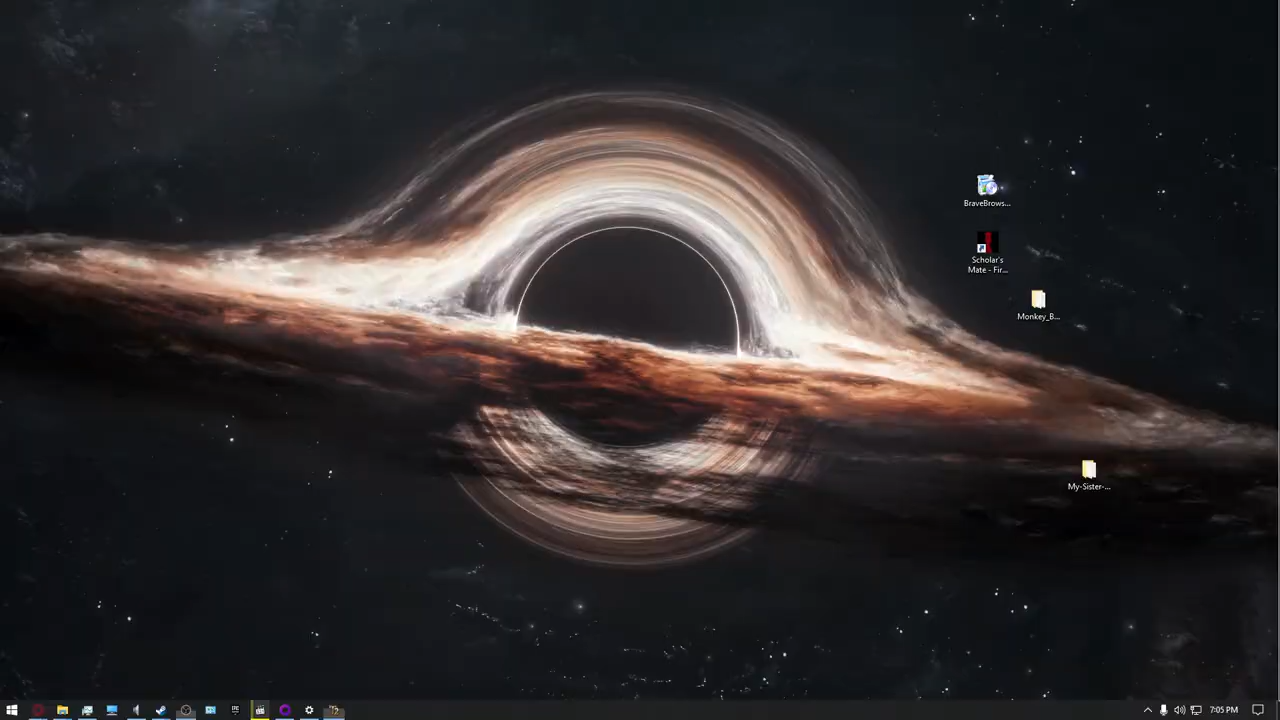 BraveBrows...
Scholar's
Mate - Fir...
Monkey_B...
My-Sister-...
7:05 PM